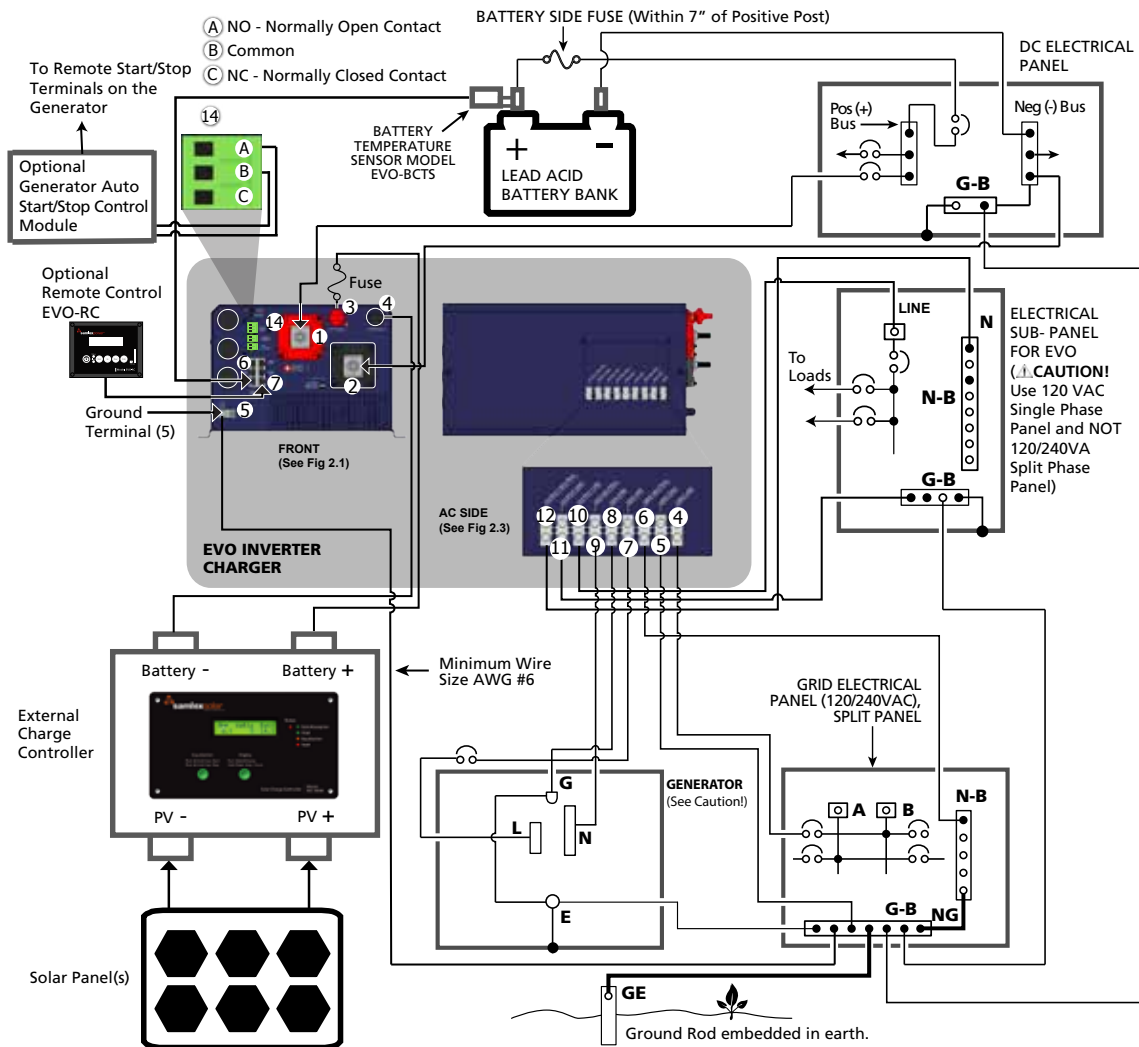 A NO - Normally Open Contact
B Common
C NC - Normally Closed Contact
BATTERY SIDE FUSE (Within 7" of Positive Post)
To Remote Start/Stop
Terminals on the
Generator
14
A
B
C
Optional
Generator Auto
Start/Stop Control
Module
BATTERY
TEMPERATURE
SENSOR MODEL
EVO-BCTS
+
-
LEAD ACID
BATTERY BANK
DC ELECTRICAL
PANEL
Pos (+)
Bus
Neg (-) Bus
G-B
Optional
Remote Control
EVO-RC
Fuse
14
3
4
1
2
6
7
5
Ground
Terminal (5)
FRONT
(See Fig 2.1)
AC SIDE
(See Fig 2.3)
12
10
8
6
4
11
9
7
5
EVO INVERTER
CHARGER
LINE
N
To
Loads
N-B
G-B
ELECTRICAL
SUB- PANEL
FOR EVO
(⚠CAUTION!
Use 120 VAC
Single Phase
Panel and NOT
120/240VA
Split Phase
Panel)
Battery -
Battery +
Minimum Wire
Size AWG #6
External
Charge
Controller
samlexsolar
PV -
PV +
Solar Panel(s)
GENERATOR
(See Caution!)
G
L
N
E
GRID ELECTRICAL
PANEL (120/240VAC),
SPLIT PANEL
A
B
N-B
G-B
NG
GE
Ground Rod embedded in earth.